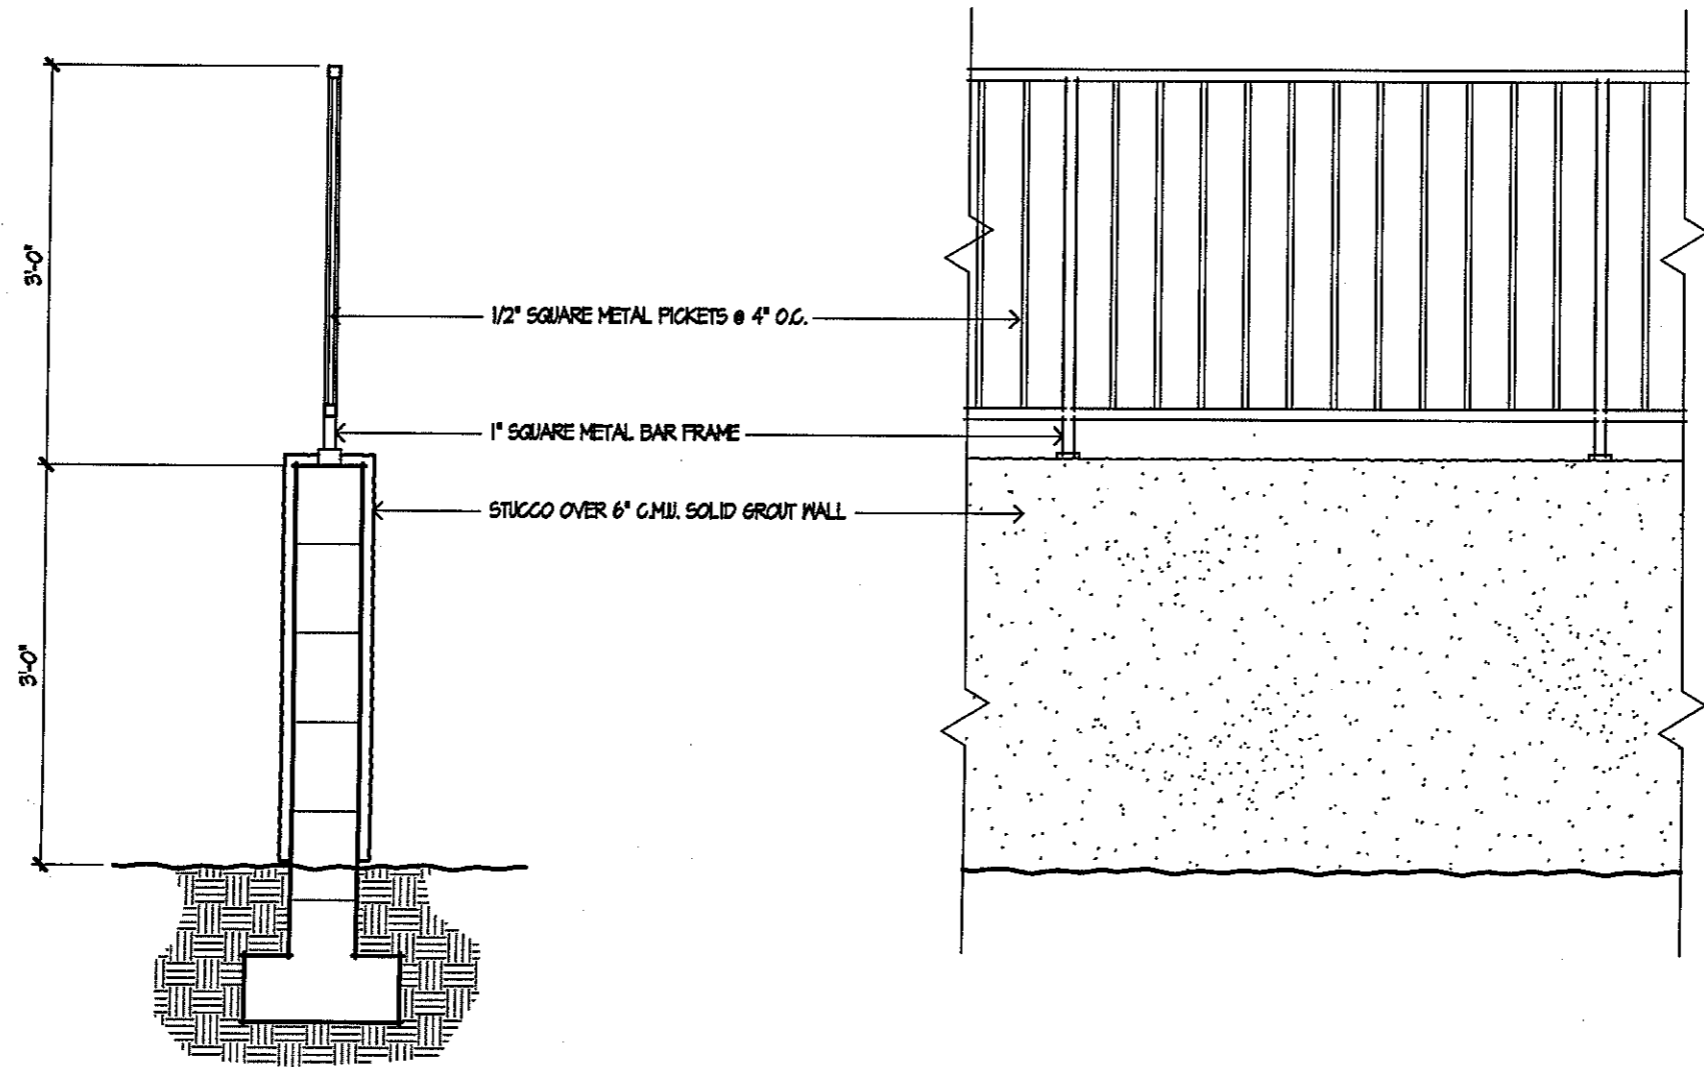 3'-0"
1/2" SQUARE METAL PICKETS @ 4" O.C.
1" SQUARE METAL BAR FRAME
STUCCO OVER 6" C.M.U. SOLID GROUT WALL
3'-0"